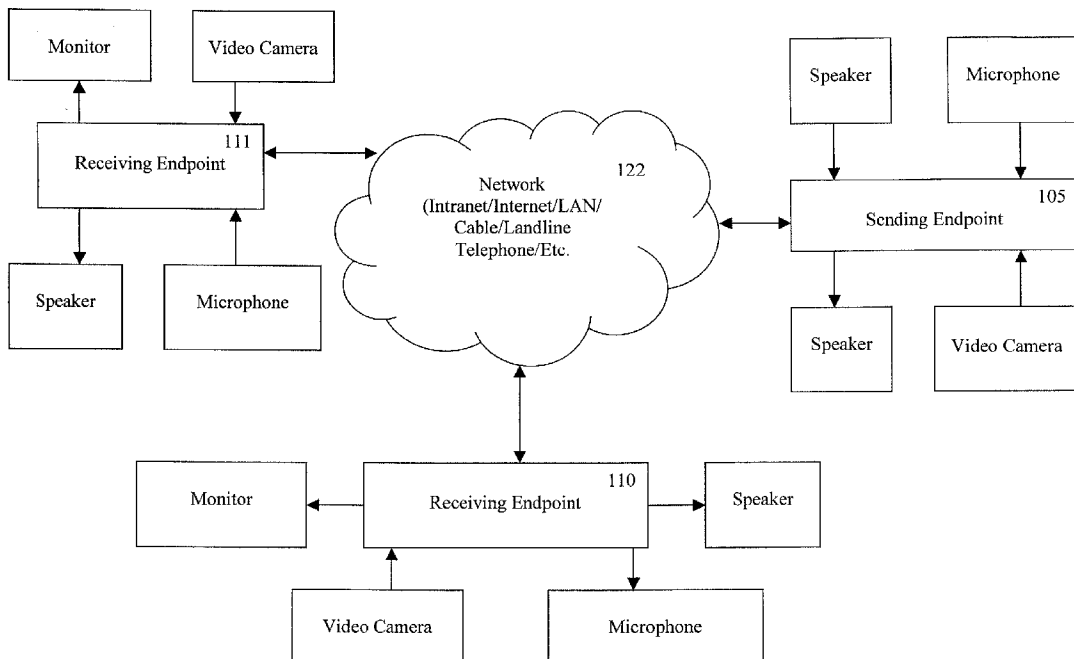 Monitor
Video Camera
Speaker
Microphone
111
Receiving Endpoint
122
Network
(Intranet/Internet/LAN/
Cable/Landline
Telephone/Etc.
105
Sending Endpoint
Speaker
Microphone
Speaker
Video Camera
110
Receiving Endpoint
Monitor
Speaker
Video Camera
Microphone